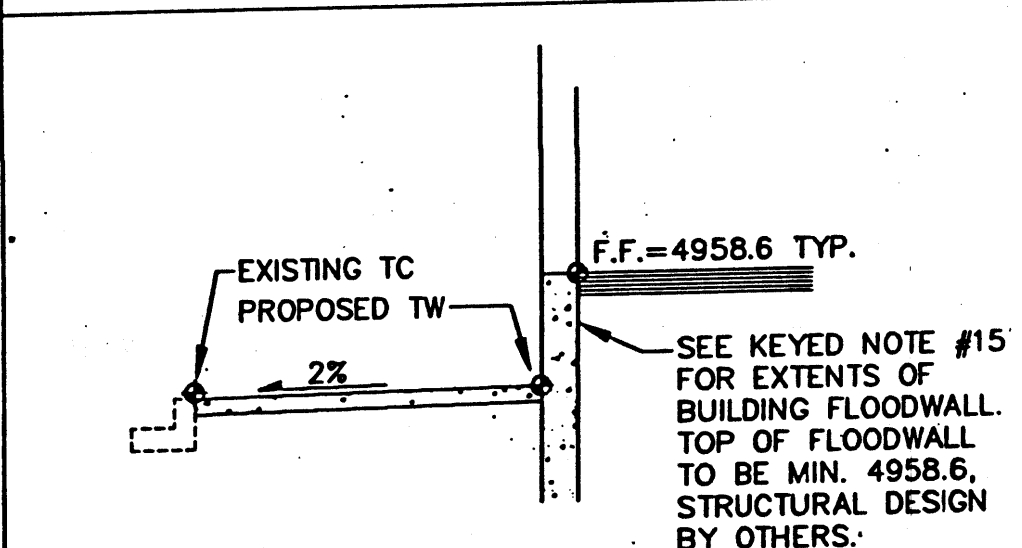 F.F.=4958.6 TYP.
EXISTING TC
PROPOSED TW
2%
SEE KEYED NOTE #15
FOR EXTENTS OF
BUILDING FLOODWALL.
TOP OF FLOODWALL
TO BE MIN. 4958.6,
STRUCTURAL DESIGN
BY OTHERS.